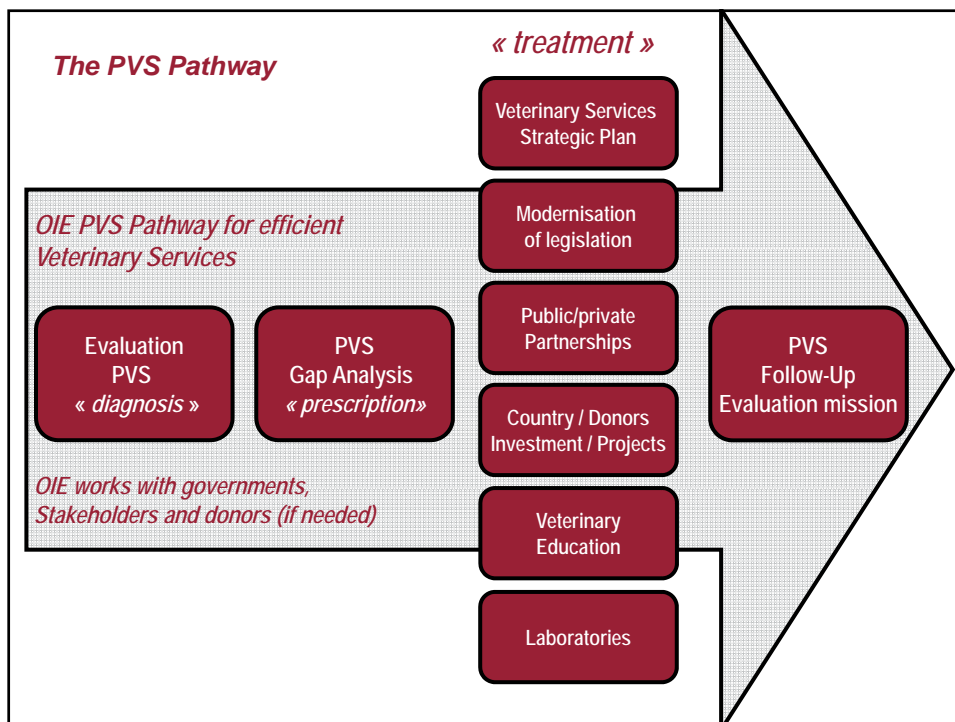 The PVS Pathway
« treatment »
OIE PVS Pathway for efficient
Veterinary Services
Evaluation
PVS
« diagnosis »
PVS
Gap Analysis
« prescription»
Veterinary Services
Strategic Plan
Modernisation
of legislation
Public/private
Partnerships
Country / Donors
Investment / Projects
Veterinary
Education
Laboratories
PVS
Follow-Up
Evaluation mission
OIE works with governments,
Stakeholders and donors (if needed)